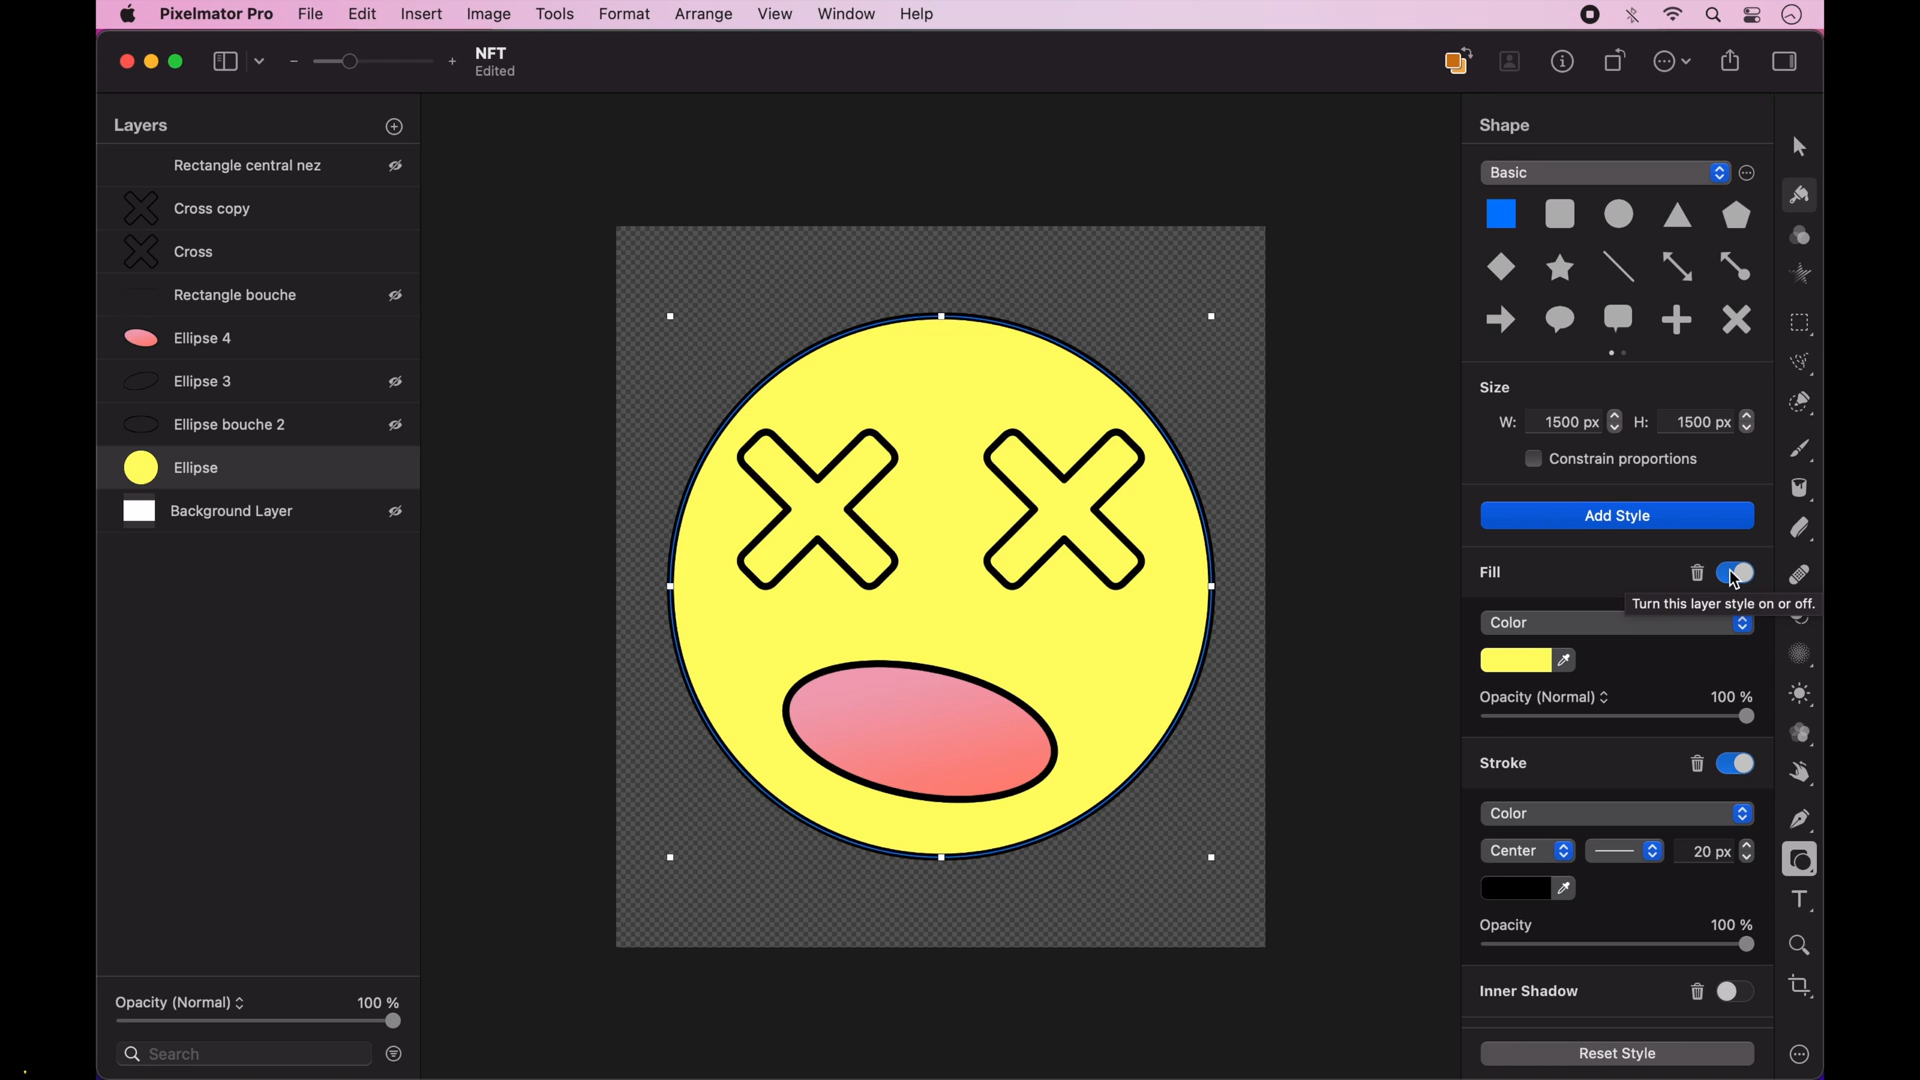 Pixelmator Pro File Edit Insert Image Tools Format Arrange View Window Help
NFT
Edited
Layers
Rectangle central nez
Cross copy
Cross
Rectangle bouche
Ellipse 4
Ellipse 3
Ellipse bouche 2
Ellipse
Background Layer
Opacity (Normal) 100 %
Search
Shape
Basic
Size
W: 1500 px H: 1500 px
Constrain proportions
Add Style
Fill
Turn this layer style on or off.
Color
Opacity (Normal) 100 %
Stroke
Color
Center 20 px
Opacity 100 %
Inner Shadow
Reset Style